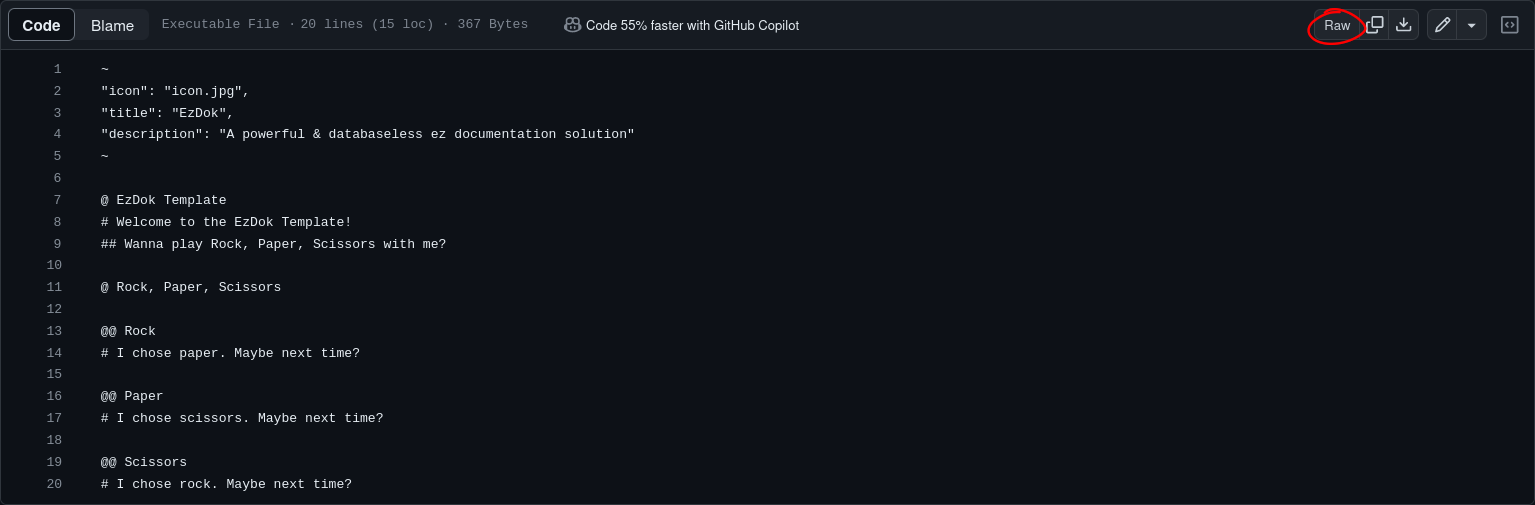 Code Blame Executable File · 20 lines (15 loc) · 367 Bytes Code 55% faster with GitHub Copilot Raw
1 ~
2 "icon": "icon.jpg",
3 "title": "EzDok",
4 "description": "A powerful & databaseless ez documentation solution"
5 ~
6
7 @ EzDok Template
8 # Welcome to the EzDok Template!
9 ## Wanna play Rock, Paper, Scissors with me?
10
11 @ Rock, Paper, Scissors
12
13 @@ Rock
14 # I chose paper. Maybe next time?
15
16 @@ Paper
17 # I chose scissors. Maybe next time?
18
19 @@ Scissors
20 # I chose rock. Maybe next time?